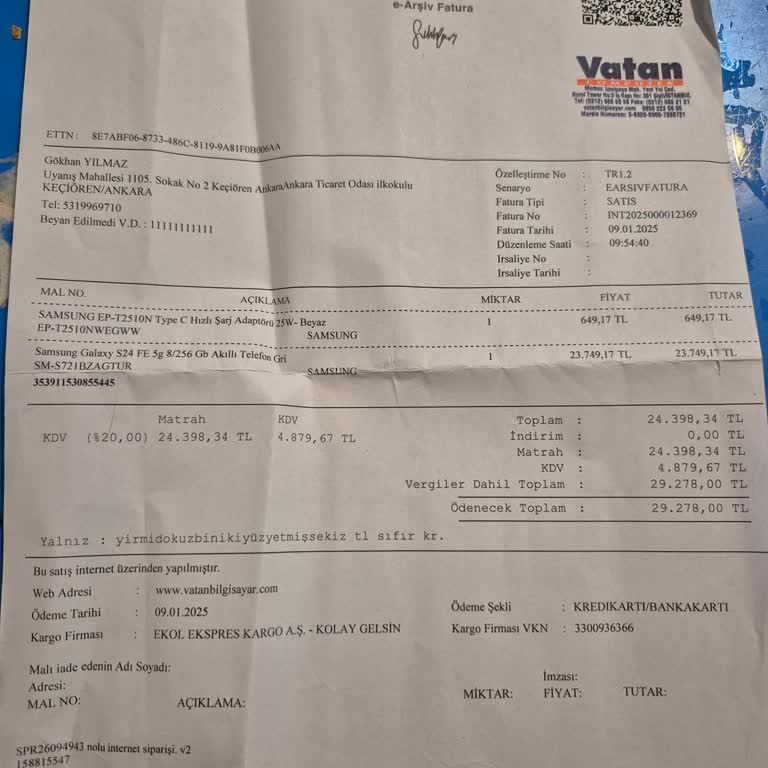 e-Arşiv Fatura
Vatan
COMPUTER
ETTN : 8E7ABF06-8733-486C-8119-9A81F0B006AA
Gökhan YILMAZ
Uyanış Mahallesi 1105. Sokak No 2 Keçiören AnkaraAnkara Ticaret Odası ilkokulu
KEÇİÖREN/ANKARA
Tel: 5319969710
Beyan Edilmedi V.D. : 11111111111
Özelleştirme No : TR1.2
Senaryo : EARSIVFATURA
Fatura Tipi : SATIS
Fatura No : INT2025000012369
Fatura Tarihi : 09.01.2025
Düzenleme Saati : 09:54:40
Irsaliye No :
Irsaliye Tarihi :
MAL NO. AÇIKLAMA MİKTAR FİYAT TUTAR
SAMSUNG EP-T2510N Type C Hızlı Şarj Adaptörü 25W- Beyaz 1 649,17 TL 649,17 TL
EP-T2510NWEGWW SAMSUNG
Samsung Galaxy S24 FE 5g 8/256 Gb Akıllı Telefon Gri 1 23.749,17 TL 23.749,17 TL
SM-S721BZAGTUR SAMSUNG
353911530855445
Matrah KDV
KDV (%20,00) 24.398,34 TL 4.879,67 TL
Toplam : 24.398,34 TL
İndirim : 0,00 TL
Matrah : 24.398,34 TL
KDV : 4.879,67 TL
Vergiler Dahil Toplam : 29.278,00 TL
Ödenecek Toplam : 29.278,00 TL
Yalnız : yirmidokuzbinikiyüzyetmişsekiz tl sıfır kr.
Bu satış internet üzerinden yapılmıştır.
Web Adresi : www.vatanbilgisayar.com
Ödeme Tarihi : 09.01.2025
Kargo Firması : EKOL EKSPRES KARGO A.Ş. - KOLAY GELSİN
Ödeme Şekli : KREDIKARTI/BANKAKARTI
Kargo Firması VKN : 3300936366
Malı iade edenin Adı Soyadı:
Adresi: İmzası:
MAL NO: AÇIKLAMA: MİKTAR: FİYAT: TUTAR:
SPR26094943 nolu internet siparişi. v2
158815547